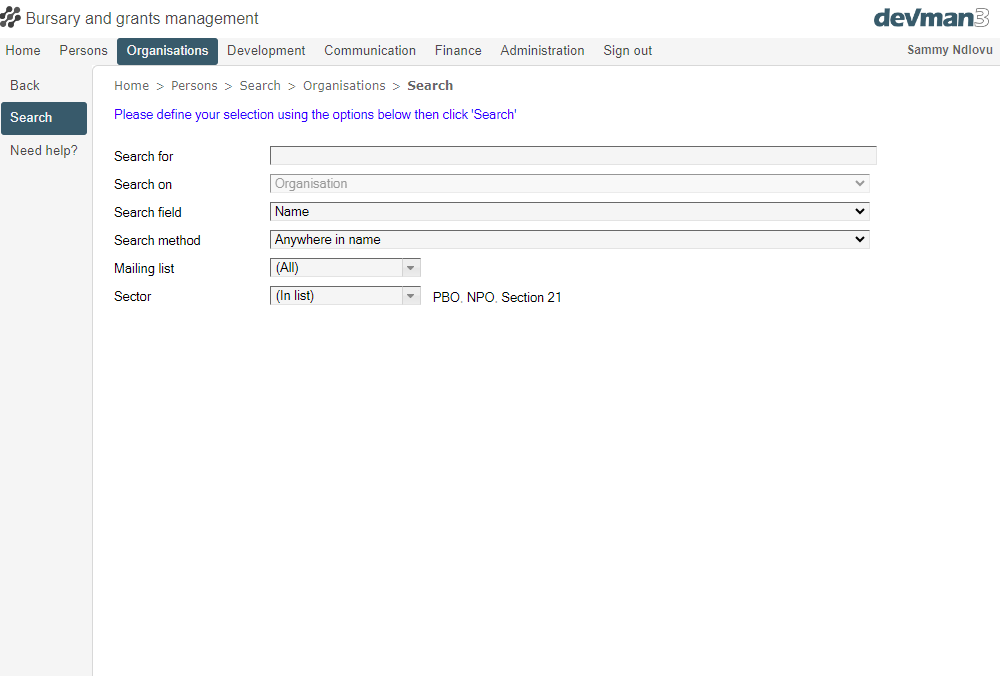 Bursary and grants management
devman3
Home Persons Organisations Development Communication Finance Administration Sign out Sammy Ndlovu
Back
Search
Need help?
Home > Persons > Search > Organisations > Search
Please define your selection using the options below then click 'Search'
Search for
Search on Organisation
Search field Name
Search method Anywhere in name
Mailing list (All)
Sector (In list) PBO, NPO, Section 21